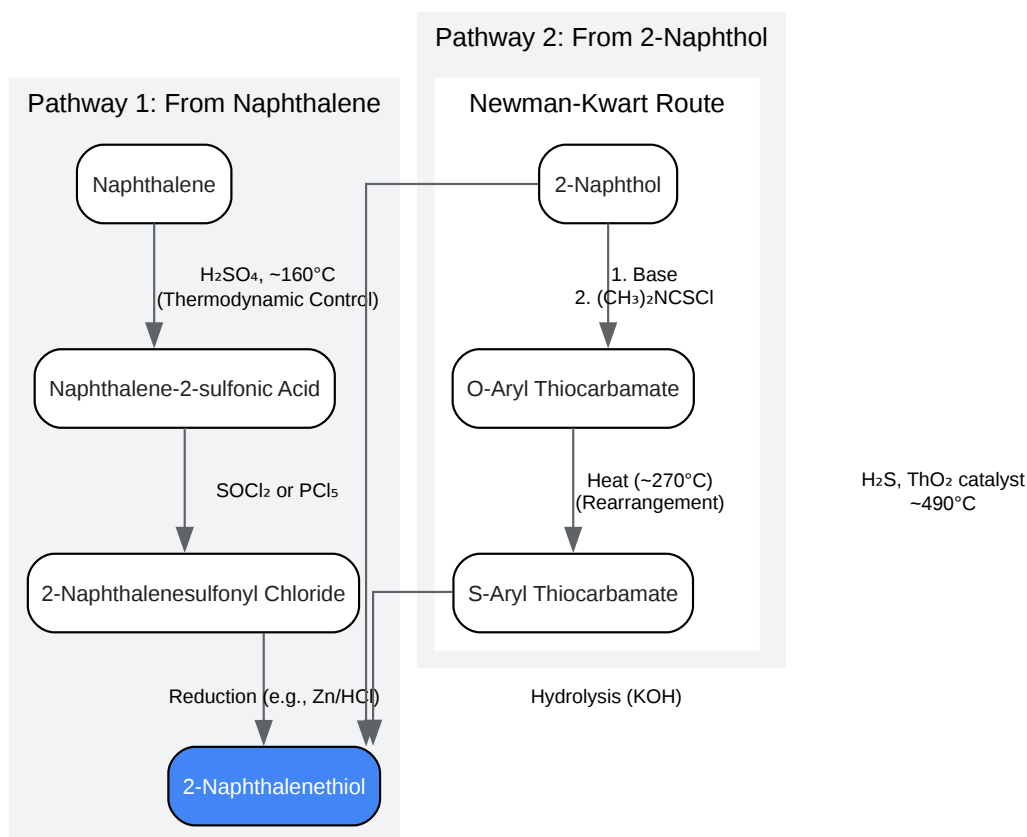 Pathway 2: From 2-Naphthol
Pathway 1: From Naphthalene
Newman-Kwart Route
Naphthalene
2-Naphthol
H₂SO₄, ~160°C
(Thermodynamic Control)
1. Base
2. (CH₃)₂NCSCl
Naphthalene-2-sulfonic Acid
O-Aryl Thiocarbamate
SOCl₂ or PCl₅
Heat (~270°C)
(Rearrangement)
H₂S, ThO₂ catalyst
~490°C
2-Naphthalenesulfonyl Chloride
S-Aryl Thiocarbamate
Reduction (e.g., Zn/HCl)
Hydrolysis (KOH)
2-Naphthalenethiol